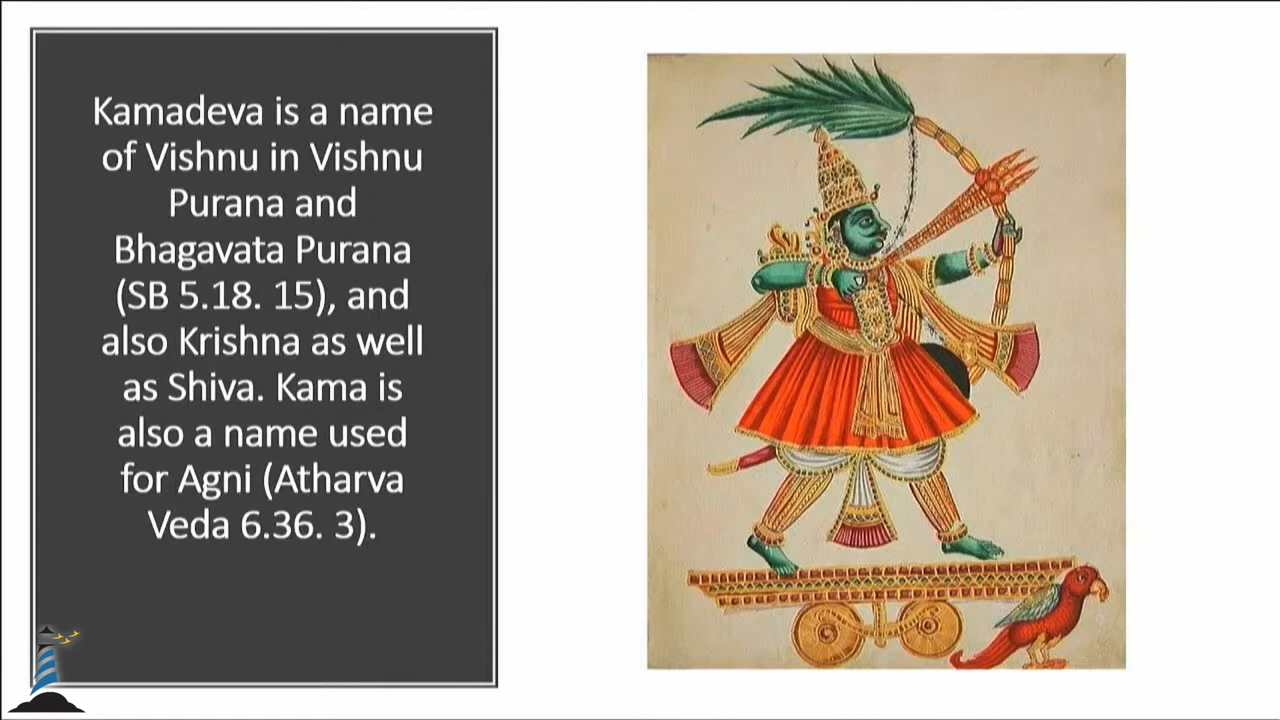 Kamadeva is a name
of Vishnu in Vishnu
Purana and
Bhagavata Purana
(SB 5.18. 15), and
also Krishna as well
as Shiva. Kama is
also a name used
for Agni (Atharva
Veda 6.36. 3).